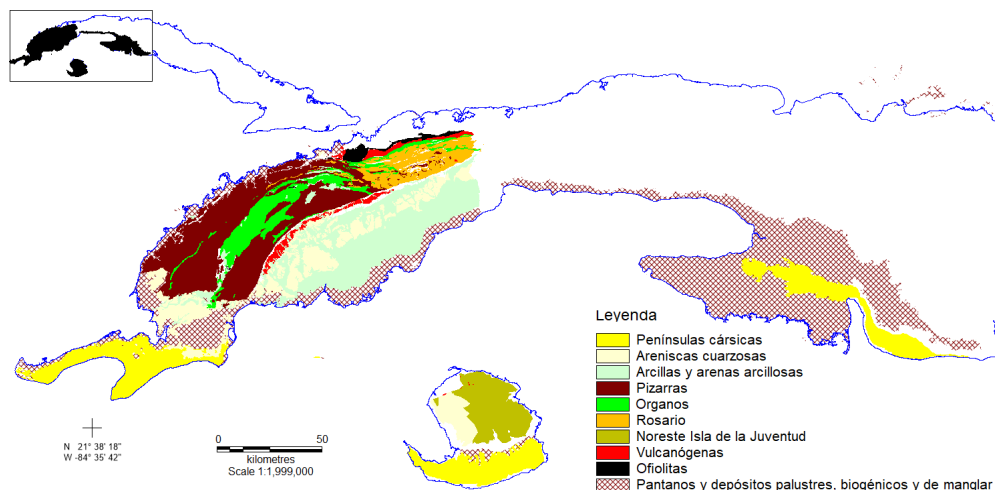 Leyenda
Penínsulas cársicas
Areniscas cuarzosas
Arcillas y arenas arcillosas
Pizarras
Organos
Rosario
Noreste Isla de la Juventud
Vulcanógenas
Ofiolitas
Pantanos y depósitos palustres, biogénicos y de manglar
N 21° 38' 18"
W -84° 35' 42"
0 50
kilometres
Scale 1:1,999,000